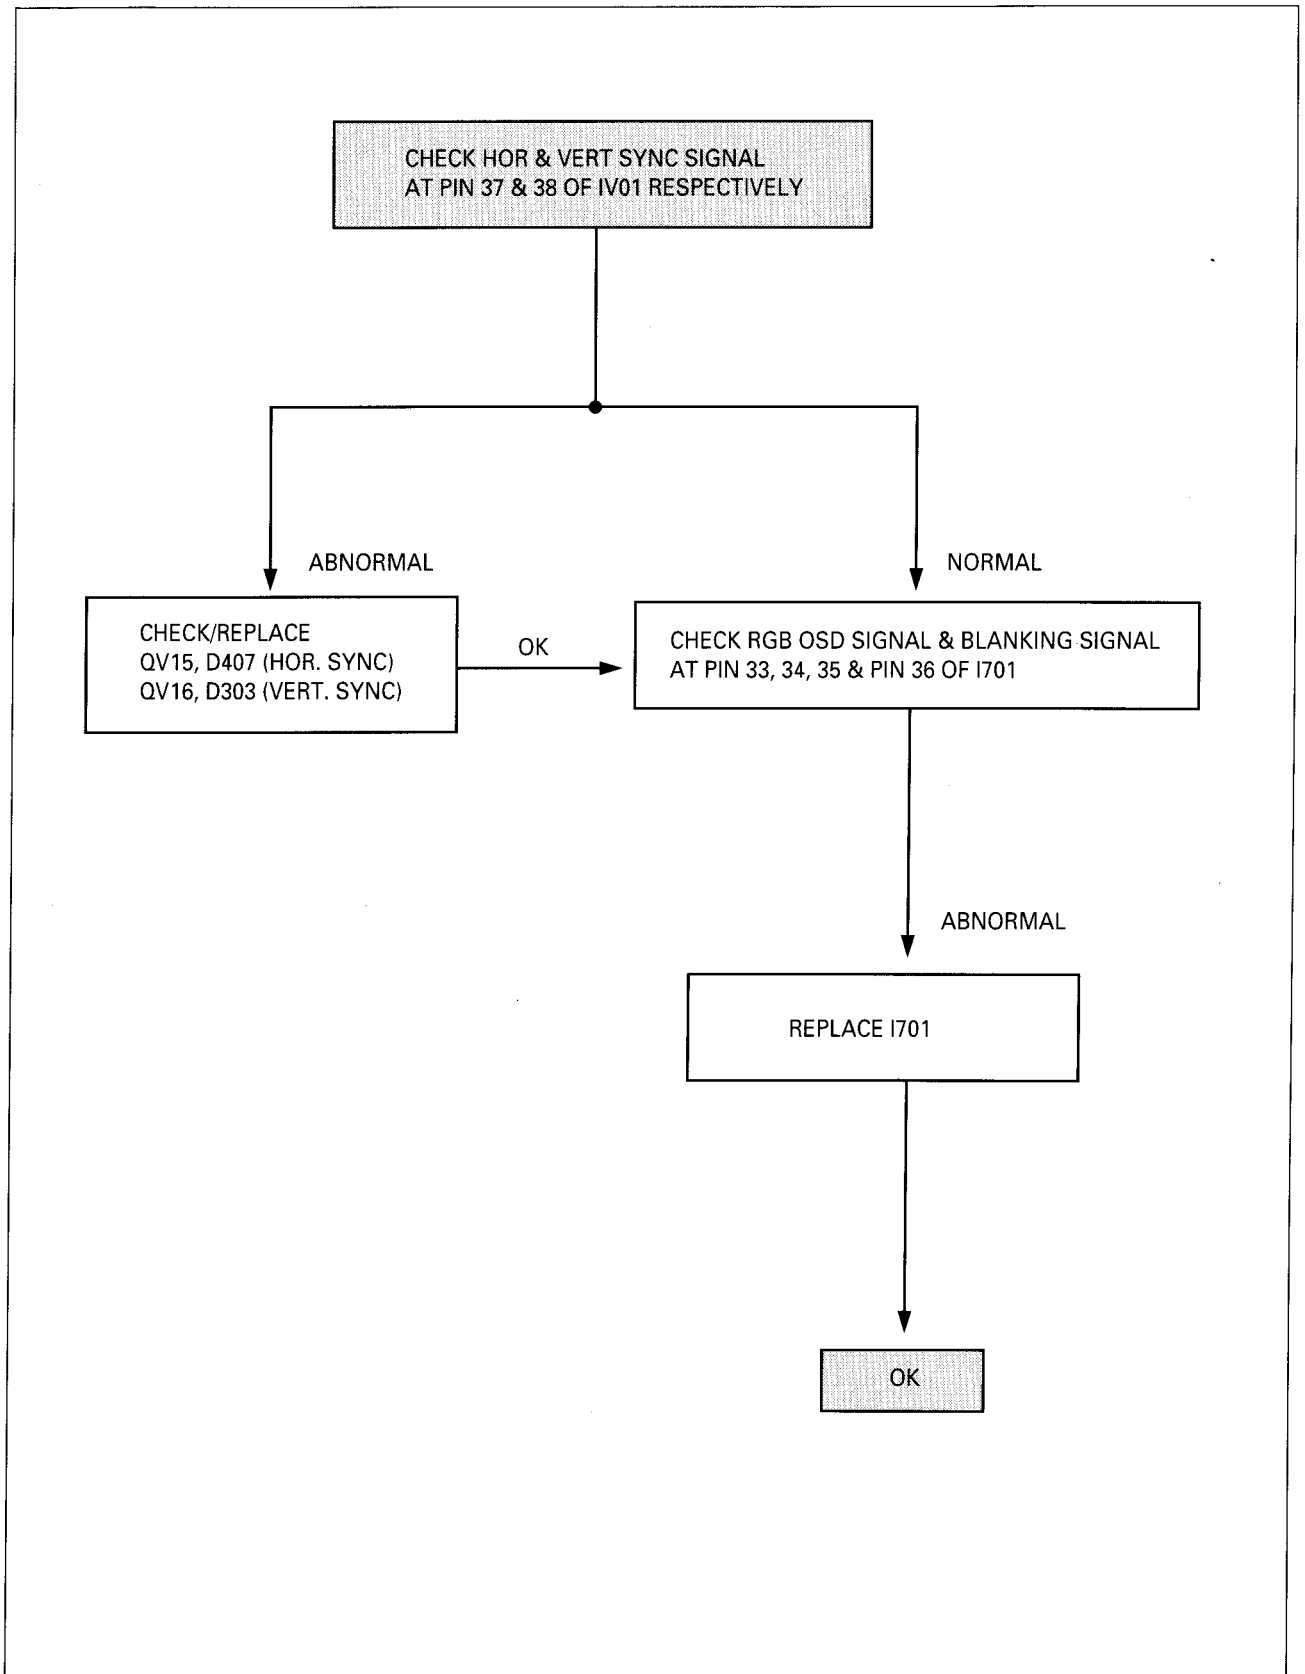 CHECK HOR & VERT SYNC SIGNAL
AT PIN 37 & 38 OF IV01 RESPECTIVELY
ABNORMAL
NORMAL
CHECK/REPLACE
QV15, D407 (HOR. SYNC)
QV16, D303 (VERT. SYNC)
OK
CHECK RGB OSD SIGNAL & BLANKING SIGNAL
AT PIN 33, 34, 35 & PIN 36 OF I701
ABNORMAL
REPLACE I701
OK